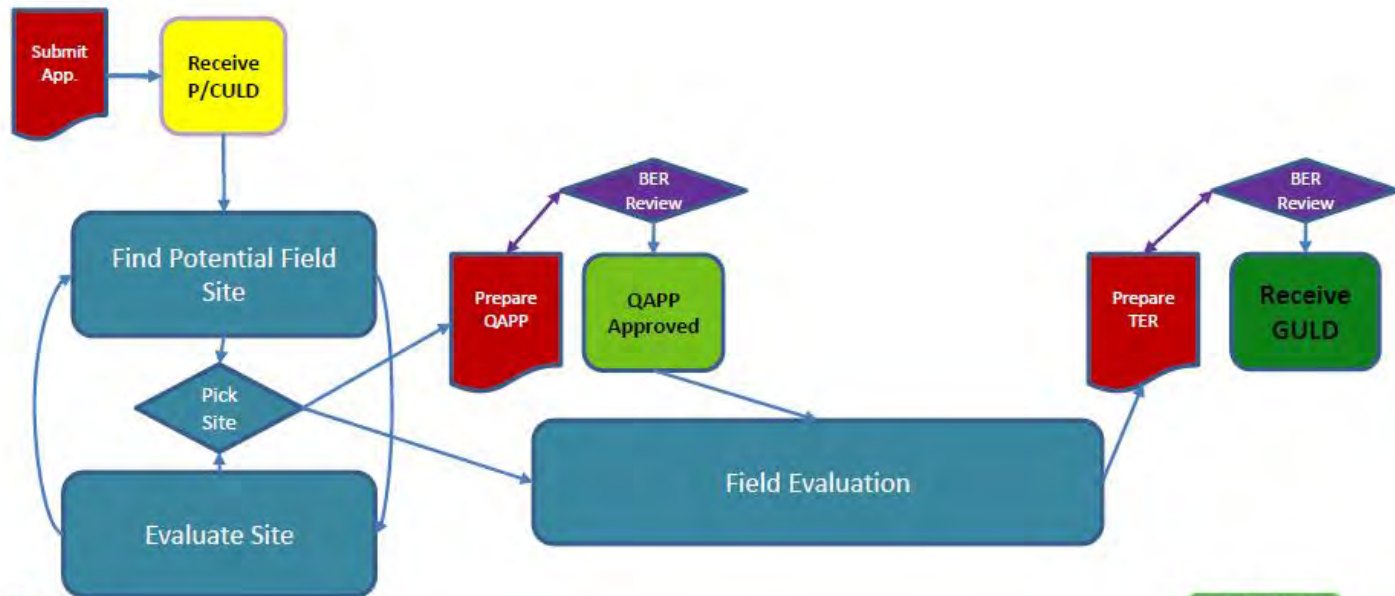 Submit
App.
Receive
P/CULD
BER
Review
BER
Review
Find Potential Field
Site
Prepare
QAPP
QAPP
Approved
Prepare
TER
Receive
GULD
Pick
Site
Field Evaluation
Evaluate Site